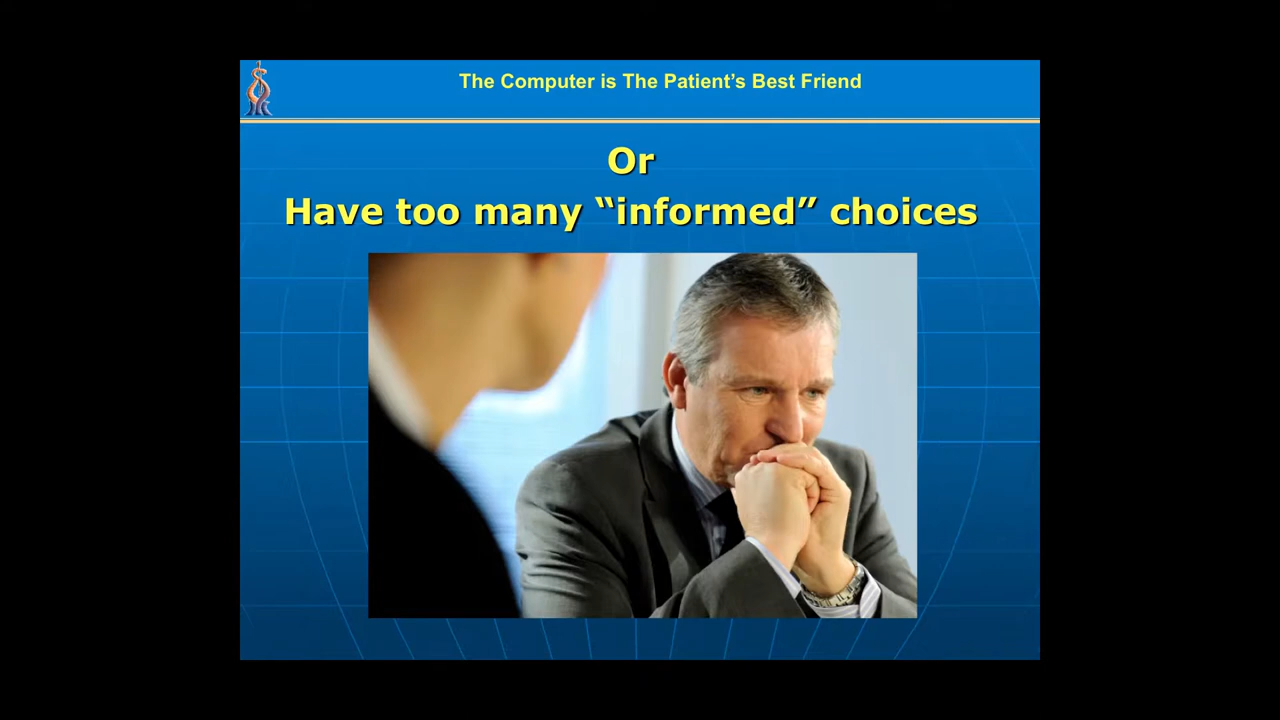 The Computer is The Patient’s Best Friend
Or
Have too many “informed” choices